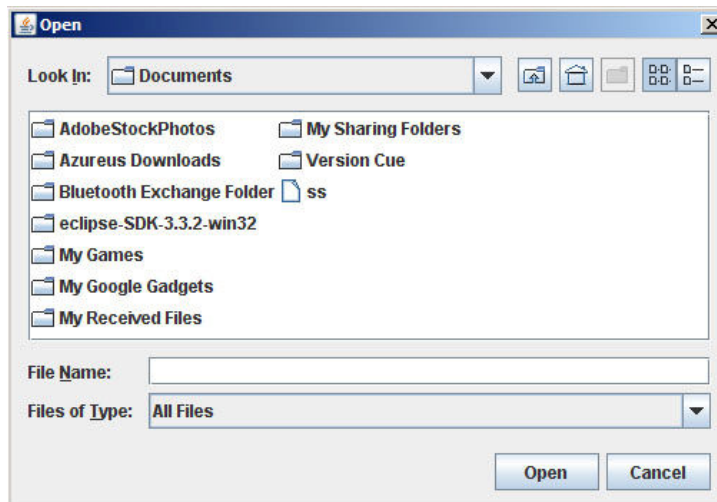 Open
Look In: Documents
AdobeStockPhotos
Azureus Downloads
Bluetooth Exchange Folder
eclipse-SDK-3.3.2-win32
My Games
My Google Gadgets
My Received Files
My Sharing Folders
Version Cue
ss
File Name:
Files of Type: All Files
Open Cancel